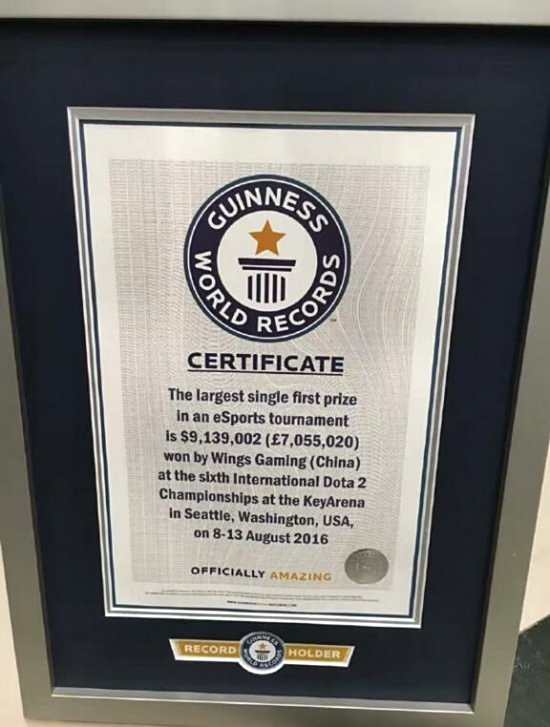 GUINNESS
WORLD RECORDS
CERTIFICATE
The largest single first prize
in an eSports tournament
is $9,139,002 (£7,055,020)
won by Wings Gaming (China)
at the sixth International Dota 2
Championships at the KeyArena
in Seattle, Washington, USA,
on 8-13 August 2016
OFFICIALLY AMAZING
RECORD HOLDER